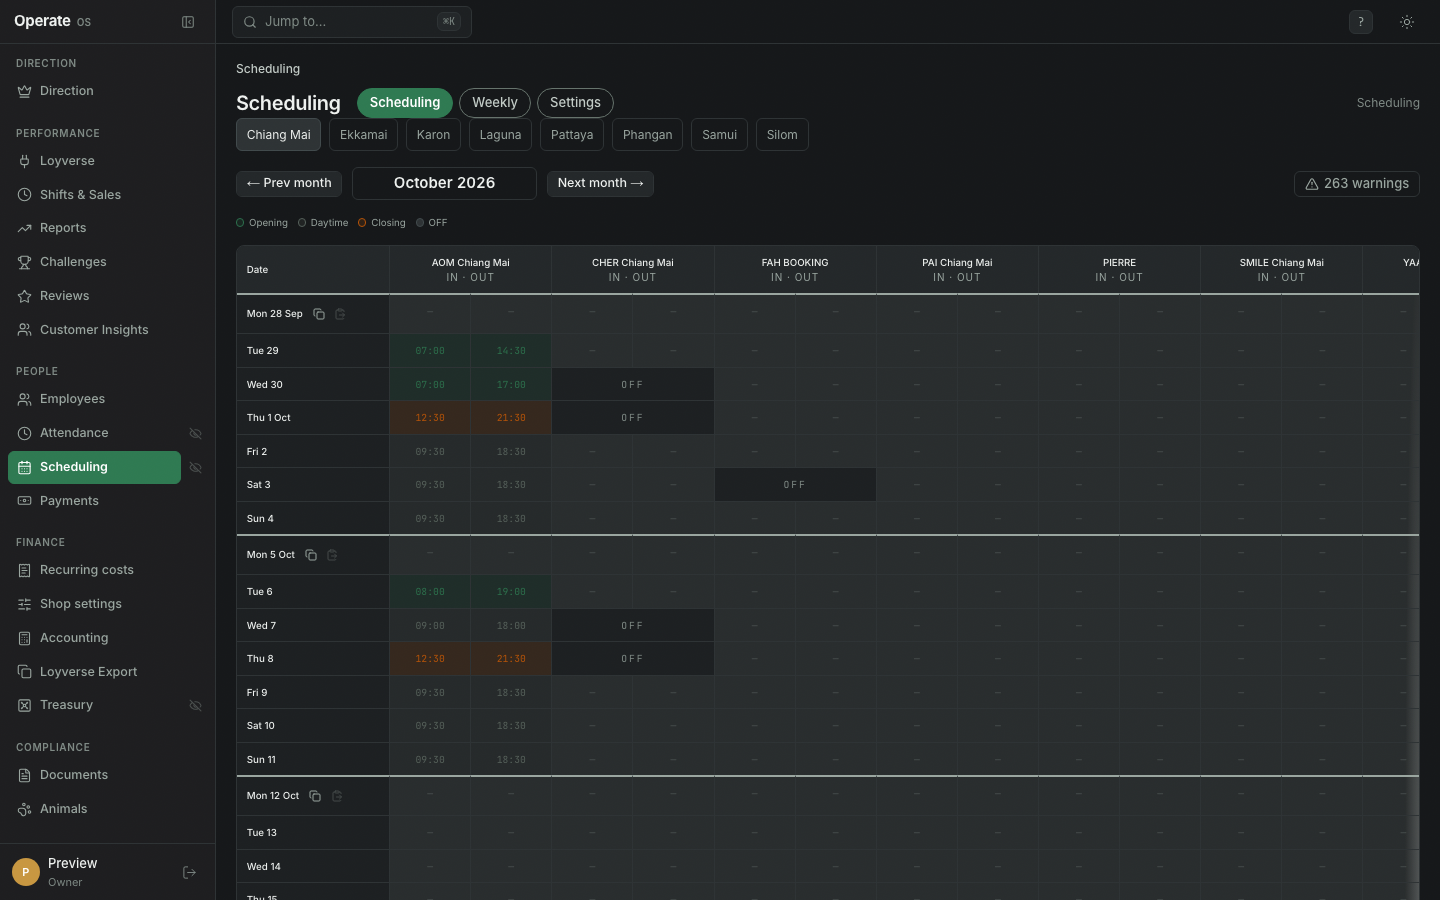 Operate OS
Jump to...
⌘K
?
DIRECTION
Direction
PERFORMANCE
Loyverse
Shifts & Sales
Reports
Challenges
Reviews
Customer Insights
PEOPLE
Employees
Attendance
Scheduling
Payments
FINANCE
Recurring costs
Shop settings
Accounting
Loyverse Export
Treasury
COMPLIANCE
Documents
Animals
P
Preview
Owner
Scheduling
Scheduling Scheduling Weekly Settings Scheduling
Chiang Mai Ekkamai Karon Laguna Pattaya Phangan Samui Silom
← Prev month October 2026 Next month → 263 warnings
Opening Daytime Closing OFF
Date AOM Chiang Mai CHER Chiang Mai FAH BOOKING PAI Chiang Mai PIERRE SMILE Chiang Mai
IN · OUT IN · OUT IN · OUT IN · OUT IN · OUT IN · OUT
Mon 28 Sep – – – – – – – – – – – – –
Tue 29 07:00 14:30 – – – – – – – – – – –
Wed 30 07:00 17:00 OFF – – – – – – – – –
Thu 1 Oct 12:30 21:30 OFF – – – – – – – – –
Fri 2 09:30 18:30 – – – – – – – – – – –
Sat 3 09:30 18:30 – – OFF – – – – – – –
Sun 4 09:30 18:30 – – – – – – – – – – –
Mon 5 Oct – – – – – – – – – – – – –
Tue 6 08:00 19:00 – – – – – – – – – – –
Wed 7 09:00 18:00 OFF – – – – – – – – –
Thu 8 12:30 21:30 OFF – – – – – – – – –
Fri 9 09:30 18:30 – – – – – – – – – – –
Sat 10 09:30 18:30 – – – – – – – – – – –
Sun 11 09:30 18:30 – – – – – – – – – – –
Mon 12 Oct – – – – – – – – – – – – –
Tue 13 – – – – – – – – – – – – –
Wed 14 – – – – – – – – – – – – –
Thu 15